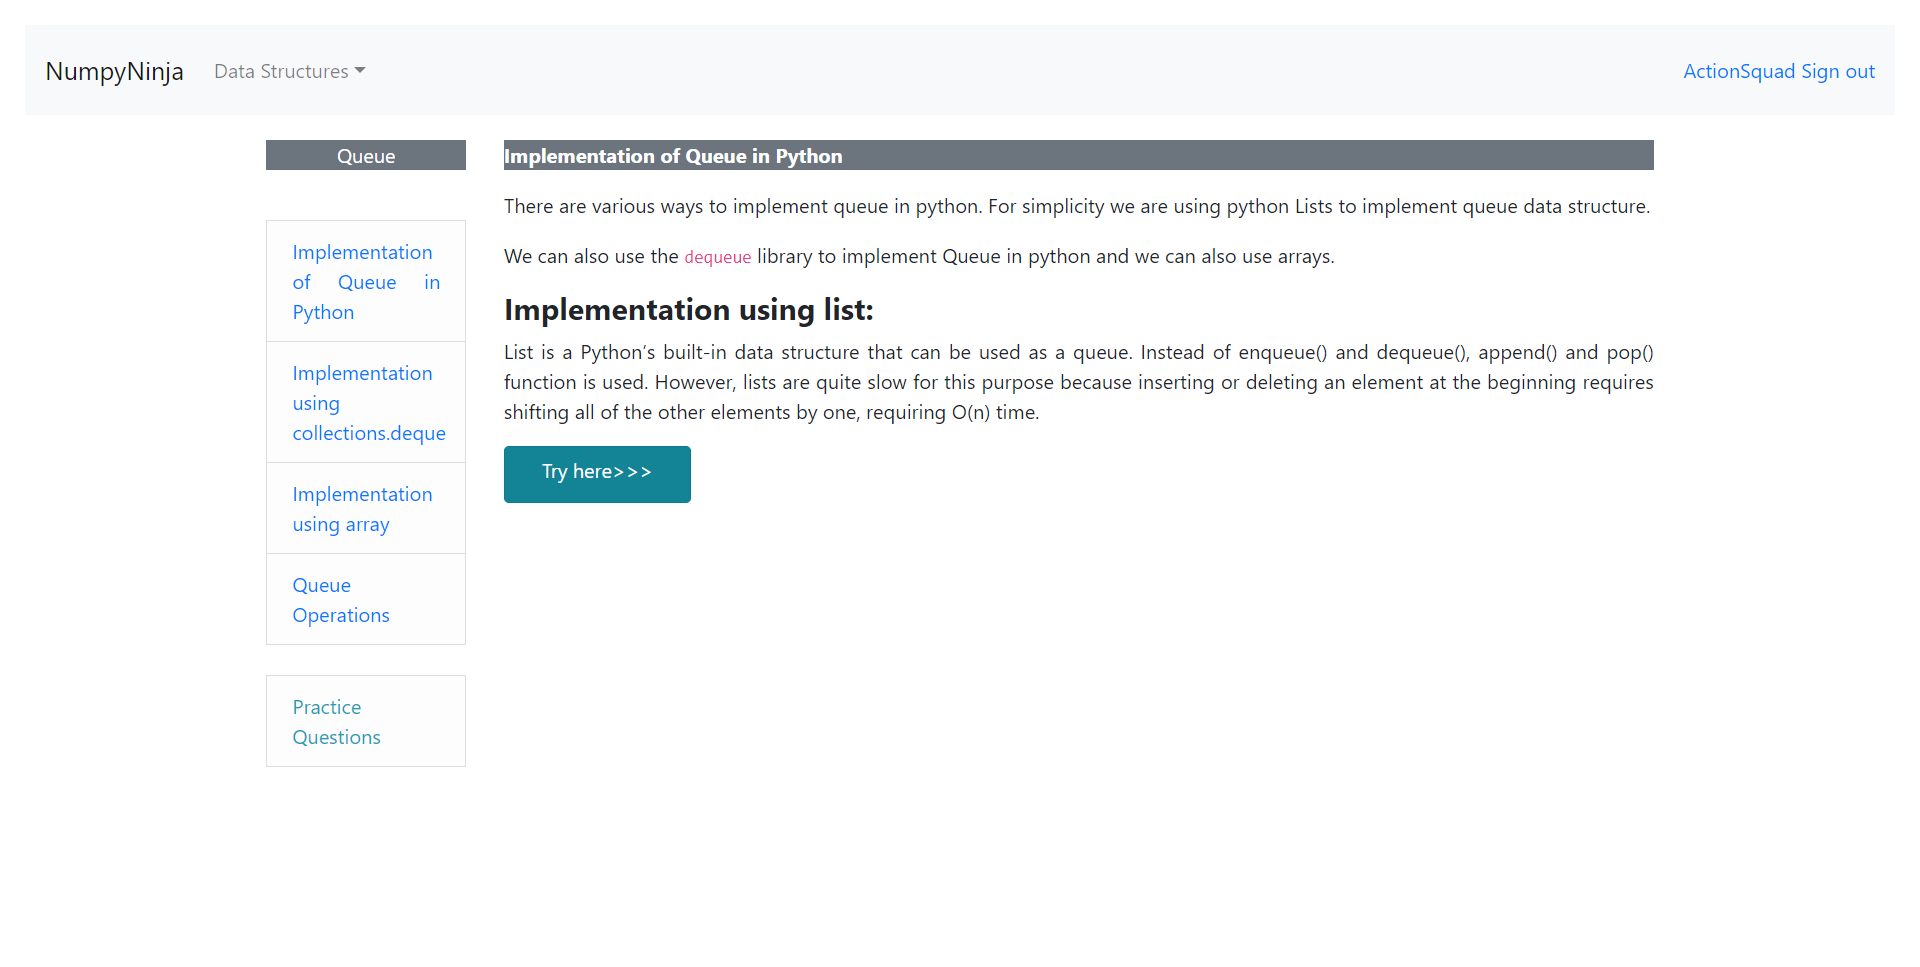 NumpyNinja Data Structures ActionSquad Sign out
Queue
Implementation
of Queue in
Python
Implementation
using
collections.deque
Implementation
using array
Queue
Operations
Practice
Questions
Implementation of Queue in Python
There are various ways to implement queue in python. For simplicity we are using python Lists to implement queue data structure.
We can also use the dequeue library to implement Queue in python and we can also use arrays.
Implementation using list:
List is a Python’s built-in data structure that can be used as a queue. Instead of enqueue() and dequeue(), append() and pop()
function is used. However, lists are quite slow for this purpose because inserting or deleting an element at the beginning requires
shifting all of the other elements by one, requiring O(n) time.
Try here>>>